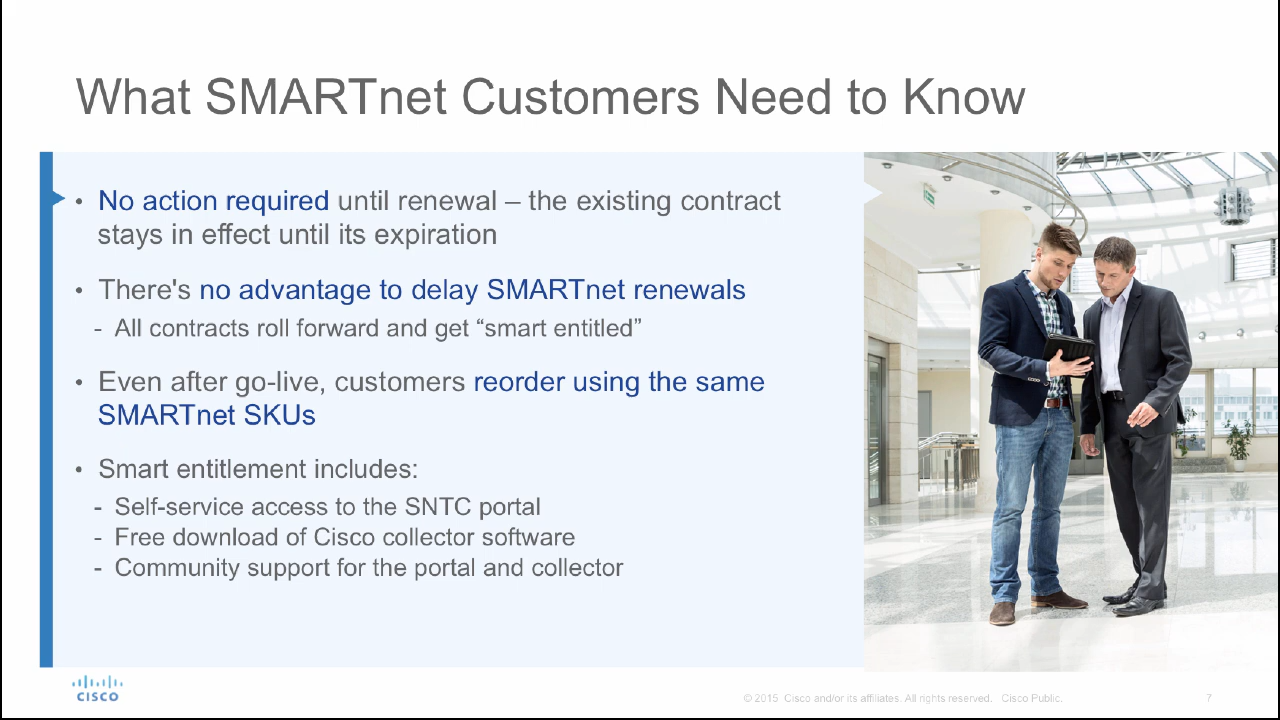 What SMARTnet Customers Need to Know
• No action required until renewal – the existing contract
stays in effect until its expiration
• There's no advantage to delay SMARTnet renewals
- All contracts roll forward and get “smart entitled”
• Even after go-live, customers reorder using the same
SMARTnet SKUs
• Smart entitlement includes:
- Self-service access to the SNTC portal
- Free download of Cisco collector software
- Community support for the portal and collector
CISCO
© 2015 Cisco and/or its affiliates. All rights reserved. Cisco Public.
7